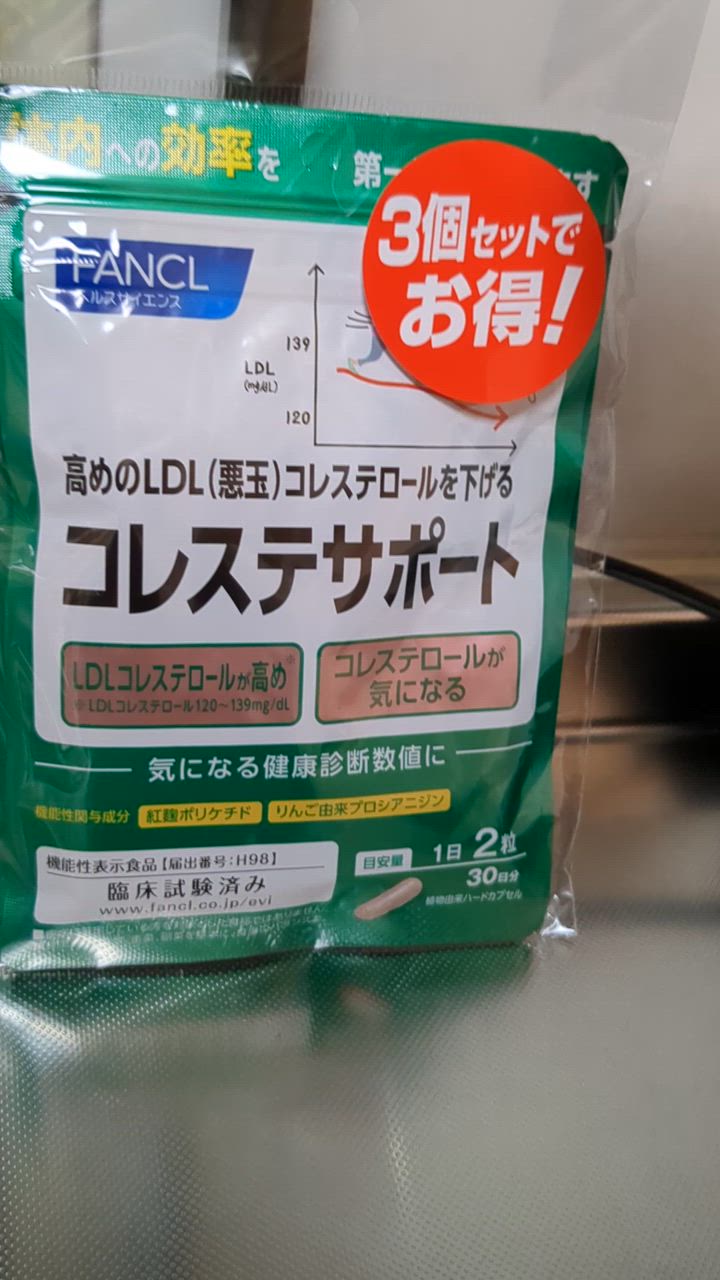 体内への効率を 第一 ます
3個セットで
お得!
FANCL
ヘルスサイエンス
139
LDL
(mg/dL)
120
高めのLDL(悪玉)コレステロールを下げる
コレステサポート
LDLコレステロールが高め※
※LDLコレステロール120~139mg/dL
コレステロールが
気になる
気になる健康診断数値に
機能性関与成分 紅麹ポリケチド りんご由来プロシアニジン
機能性表示食品【届出番号:H98】
臨床試験済み
www.fancl.co.jp/evi
目安量 1日2粒
30日分
植物由来ハードカプセル